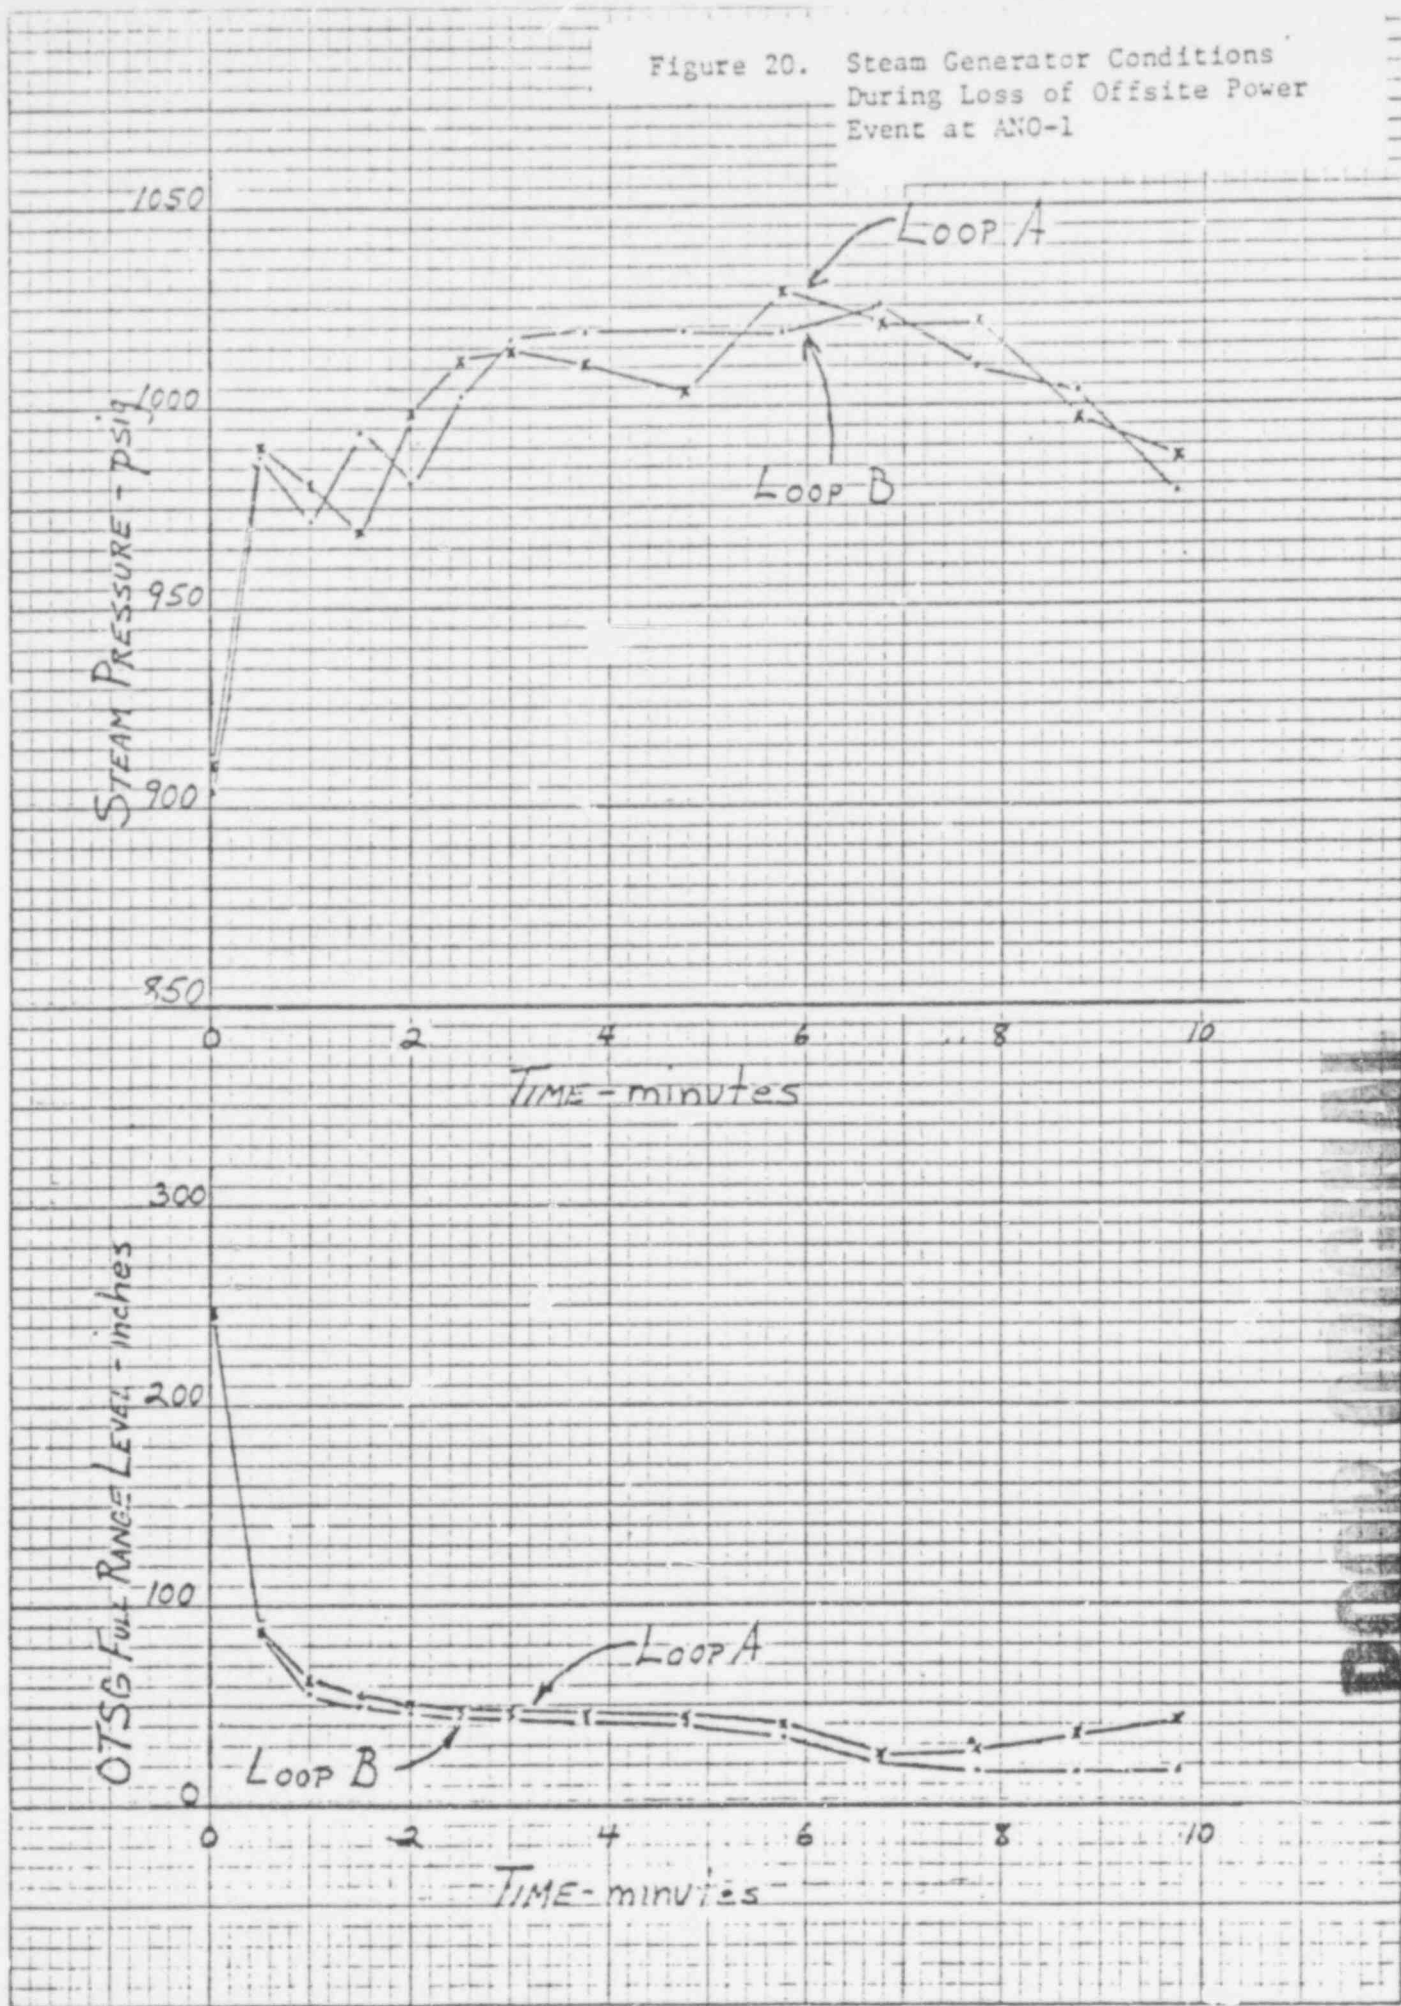 Figure 20. Steam Generator Conditions
During Loss of Offsite Power
Event at ANO-1
1050
LOOP A
1000
LOOP B
950
900
850
STEAM PRESSURE - psig
0 2 4 6 8 10
TIME - minutes
300
200
100
LOOP A
LOOP B
0
OTSG FULL RANGE LEVEL - inches
0 2 4 6 8 10
TIME - minutes